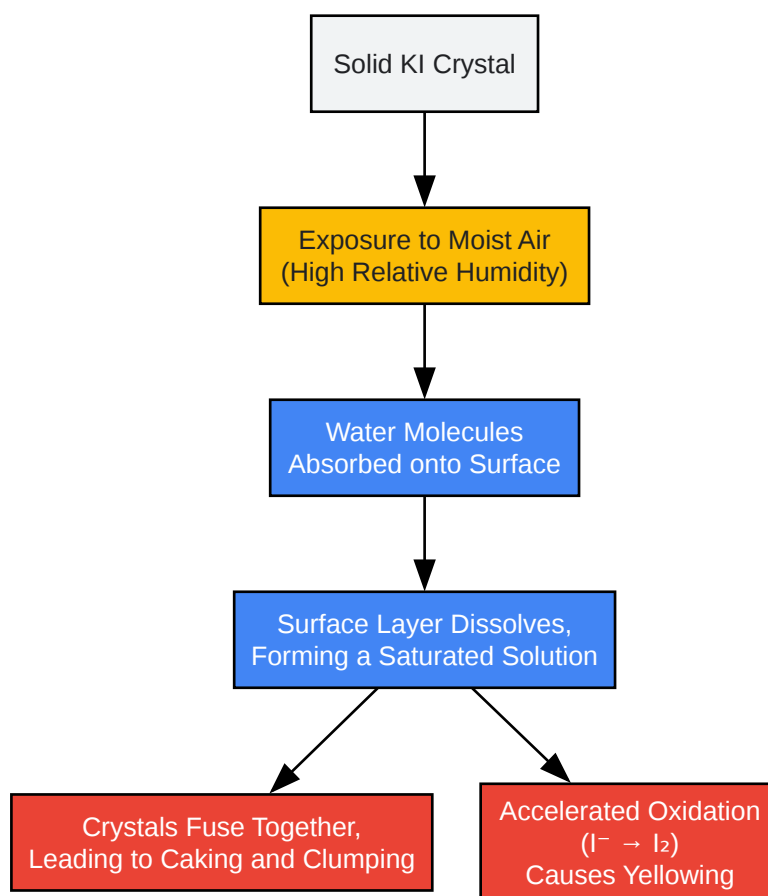 Solid KI Crystal
Exposure to Moist Air
(High Relative Humidity)
Water Molecules
Absorbed onto Surface
Surface Layer Dissolves,
Forming a Saturated Solution
Crystals Fuse Together,
Leading to Caking and Clumping
Accelerated Oxidation
(I⁻ → I₂)
Causes Yellowing